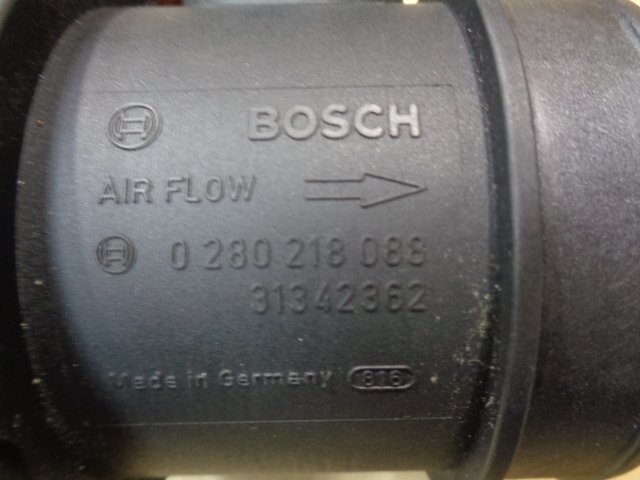 BOSCH
AIR FLOW
0 280 218 088
31342362
Made in Germany 816